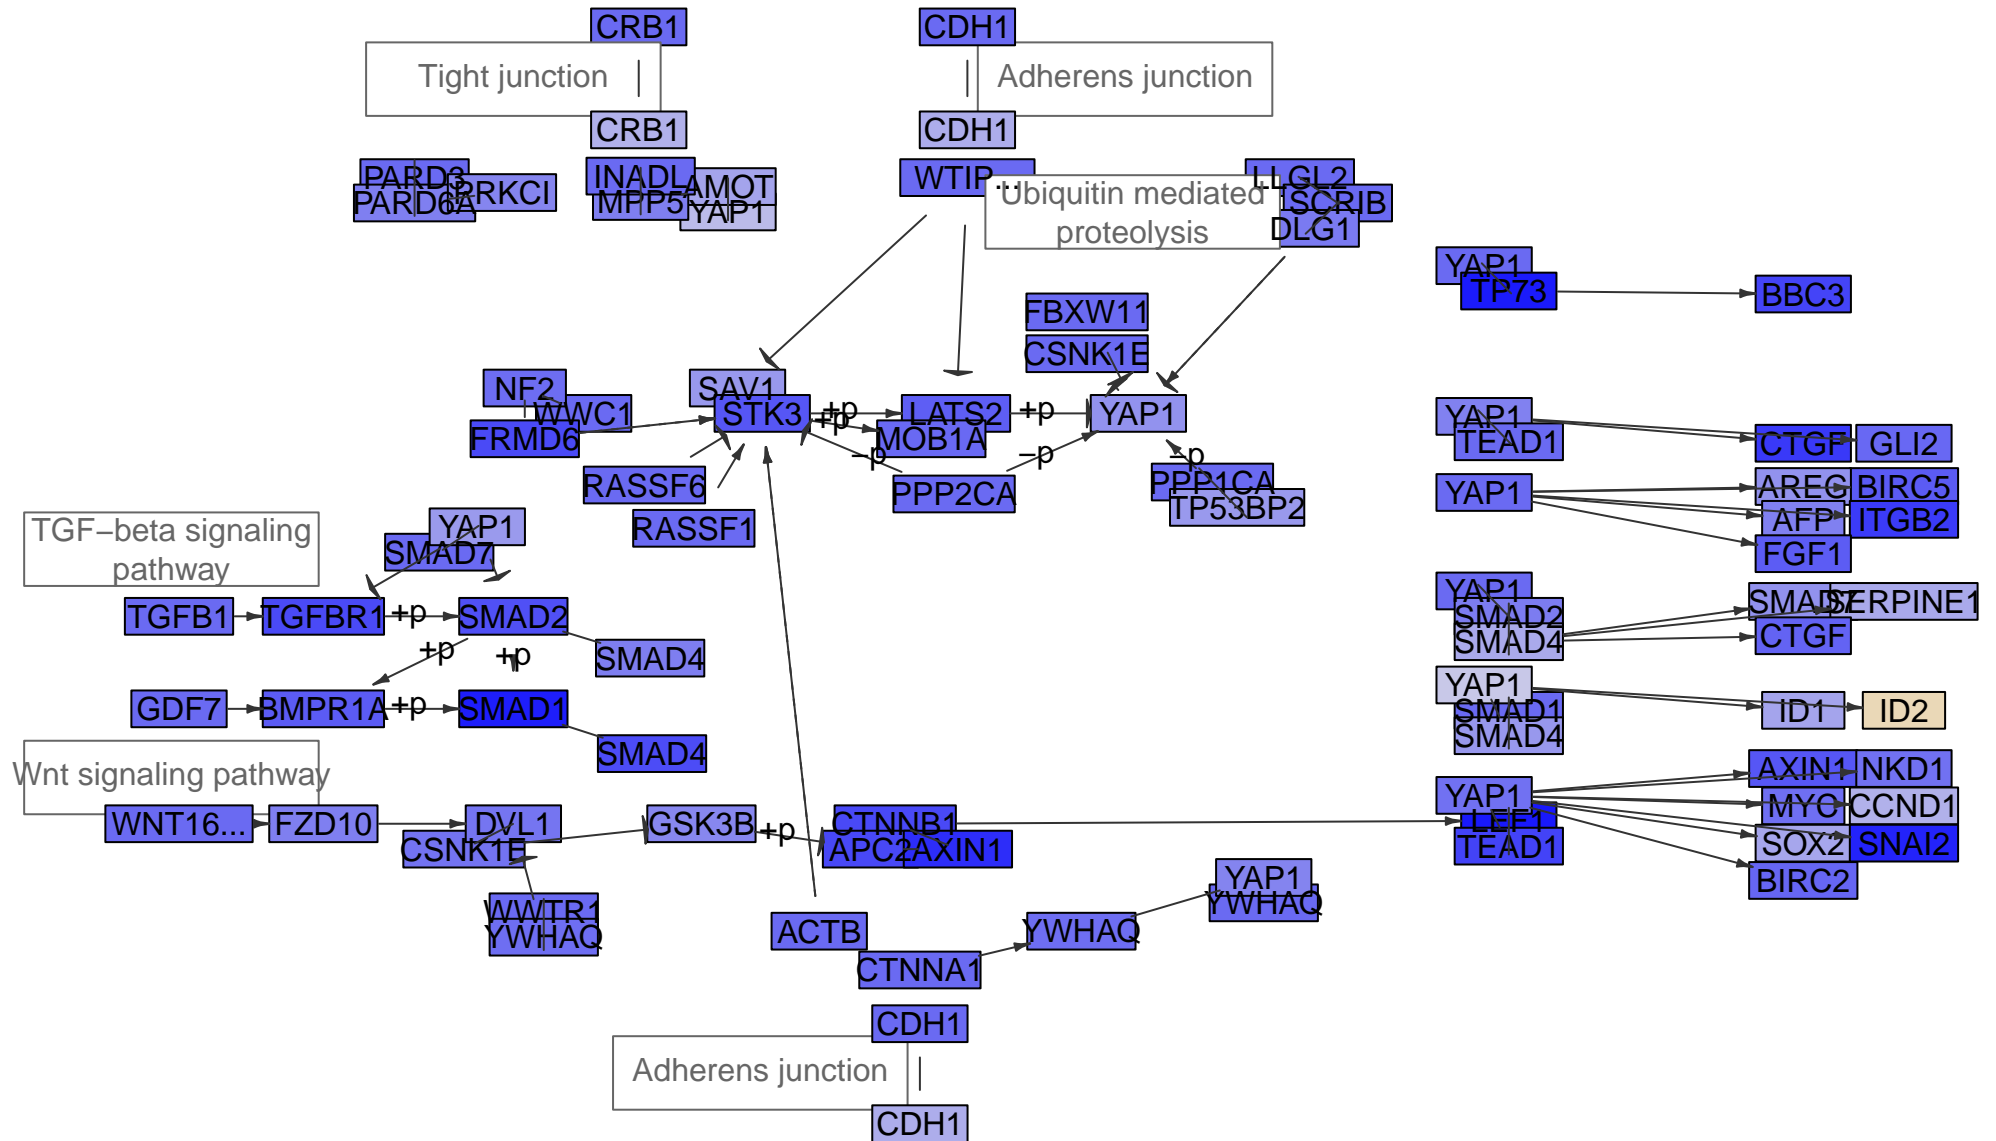 CRB1
CDH1
Tight junction
Adherens junction
CRB1
CDH1
PARD3
PRKCI
PARD6A
INADL
AMOT
MPP5
YAP1
WTIP...
LLGL2
SCRIB
DLG1
Ubiquitin mediated
proteolysis
YAP1
TP73
BBC3
FBXW11
CSNK1E
NF2
WWC1
FRMD6
SAV1
STK3
+p
+p
LATS2
MOB1A
+p
YAP1
−p
−p
−p
RASSF6
RASSF1
PPP2CA
PPP1CA
TP53BP2
YAP1
TEAD1
CTGF
GLI2
YAP1
AREG
BIRC5
AFP
ITGB2
FGF1
TGF−beta signaling
pathway
YAP1
SMAD7
TGFB1
TGFBR1
+p
SMAD2
+p
+p
SMAD4
GDF7
BMPR1A
+p
SMAD1
SMAD4
YAP1
SMAD2
SMAD4
SMAD7
SERPINE1
CTGF
YAP1
SMAD1
SMAD4
ID1
ID2
Wnt signaling pathway
WNT16...
FZD10
DVL1
CSNK1E
GSK3B
+p
CTNNB1
APC2
AXIN1
YAP1
LEF1
TEAD1
AXIN1
NKD1
MYC
CCND1
SOX2
SNAI2
BIRC2
WWTR1
YWHAQ
ACTB
CTNNA1
YWHAQ
YAP1
YWHAQ
CDH1
Adherens junction
CDH1